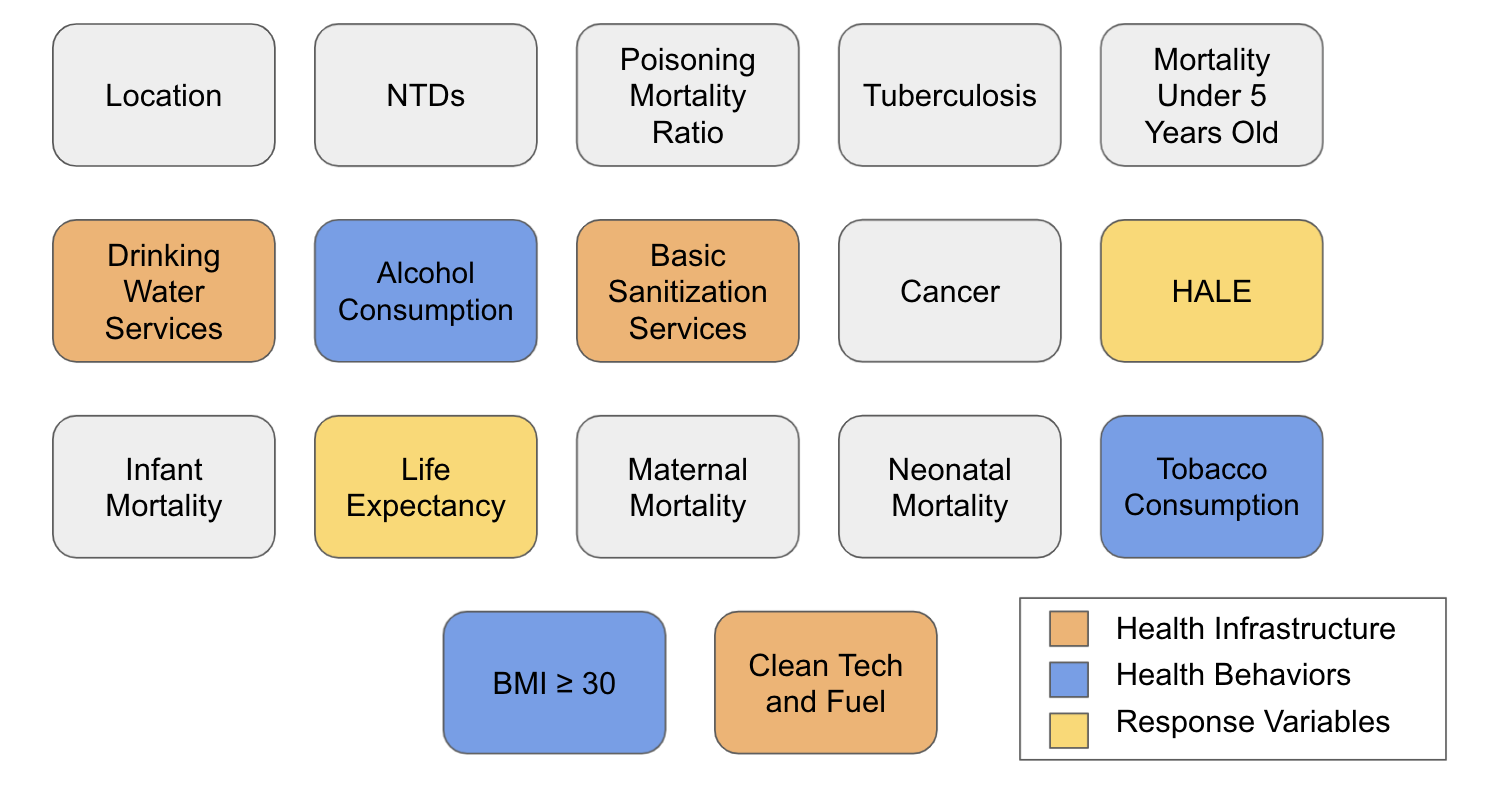 Location
NTDs
Poisoning
Mortality
Ratio
Tuberculosis
Mortality
Under 5
Years Old
Drinking
Water
Services
Alcohol
Consumption
Basic
Sanitization
Services
Cancer
HALE
Infant
Mortality
Life
Expectancy
Maternal
Mortality
Neonatal
Mortality
Tobacco
Consumption
BMI ≥ 30
Clean Tech
and Fuel
Health Infrastructure
Health Behaviors
Response Variables